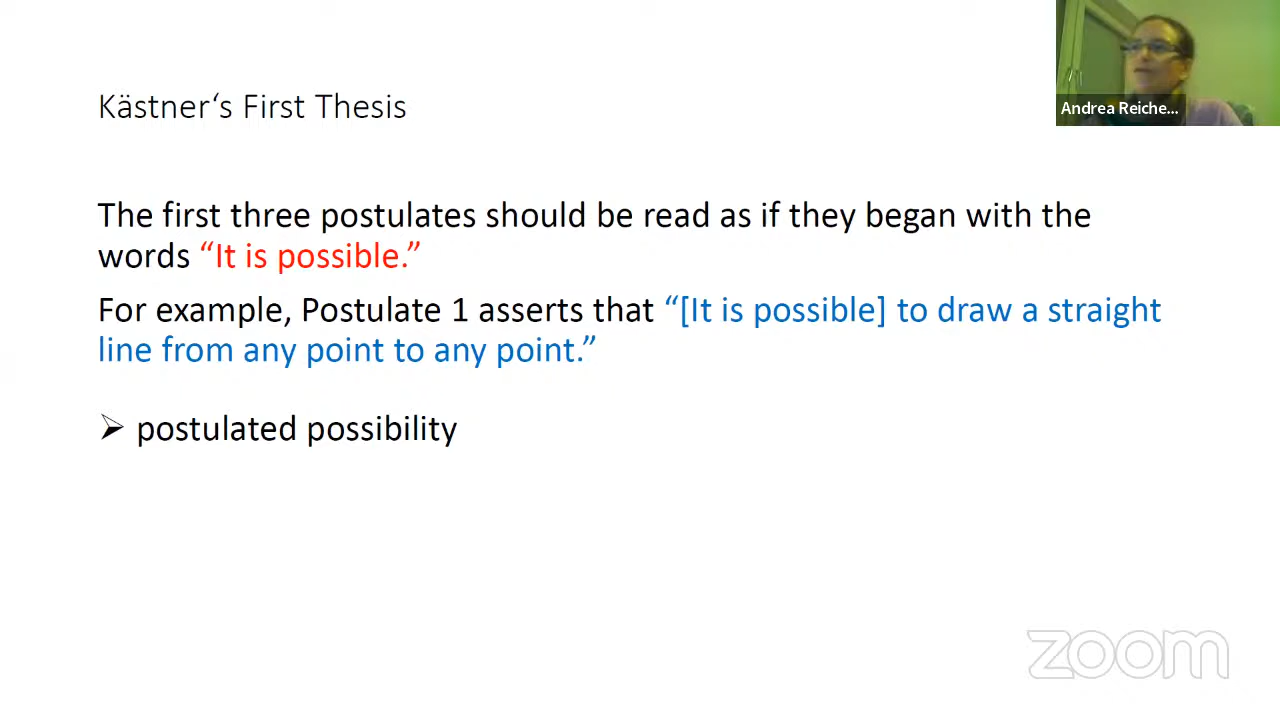 Kästner‘s First Thesis
Andrea Reiche...
The first three postulates should be read as if they began with the
words “It is possible.”
For example, Postulate 1 asserts that “[It is possible] to draw a straight
line from any point to any point.”
➢ postulated possibility
zoom